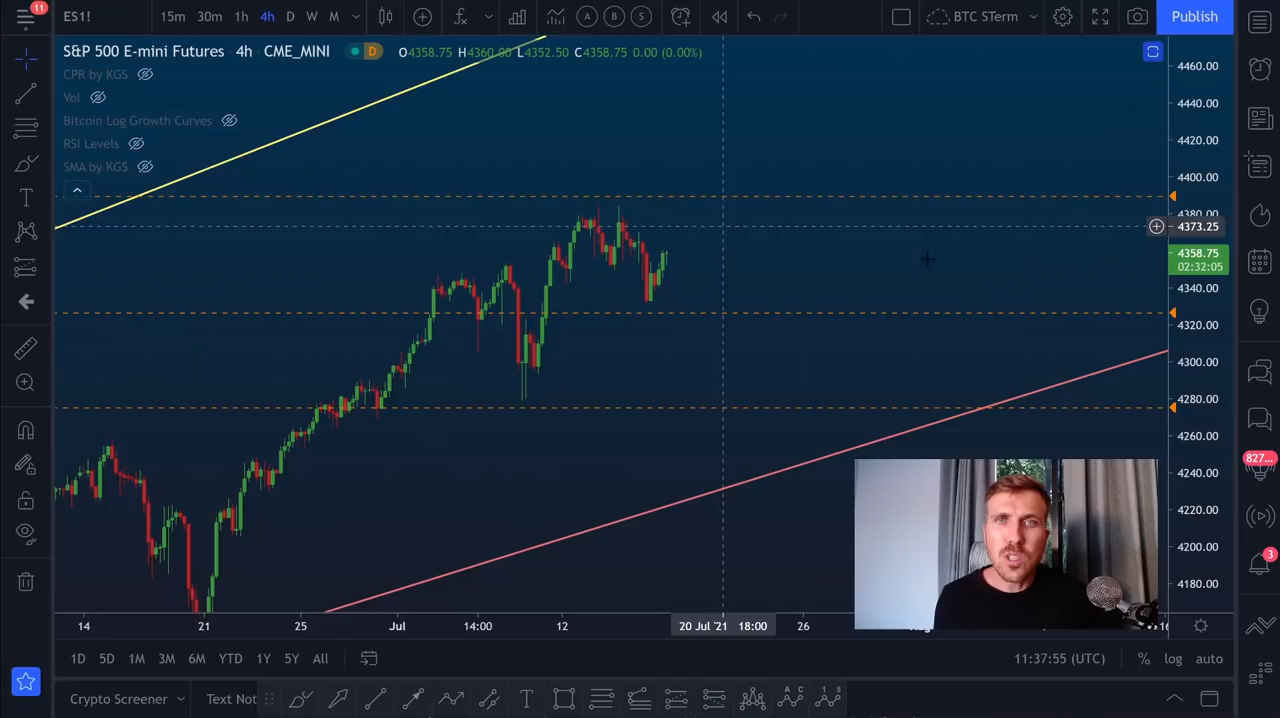 11
ES1!
15m 30m 1h 4h D W M
A B S
BTC STerm
Publish
S&P 500 E-mini Futures 4h CME_MINI D O4358.75 H4360.00 L4352.50 C4358.75 0.00 (0.00%)
CPR by KGS
Vol
Bitcoin Log Growth Curves
RSI Levels
SMA by KGS
4460.00
4440.00
4420.00
4400.00
4380.00
4373.25
4358.75
02:32:05
4340.00
4320.00
4300.00
4280.00
4260.00
4240.00
4220.00
4200.00
4180.00
827...
3
14 21 Jul 14:00 12 20 Jul '21 18:00 26
1D 5D 1M 3M 6M YTD 1Y 5Y All
11:37:55 (UTC) % log auto
Crypto Screener Text Not